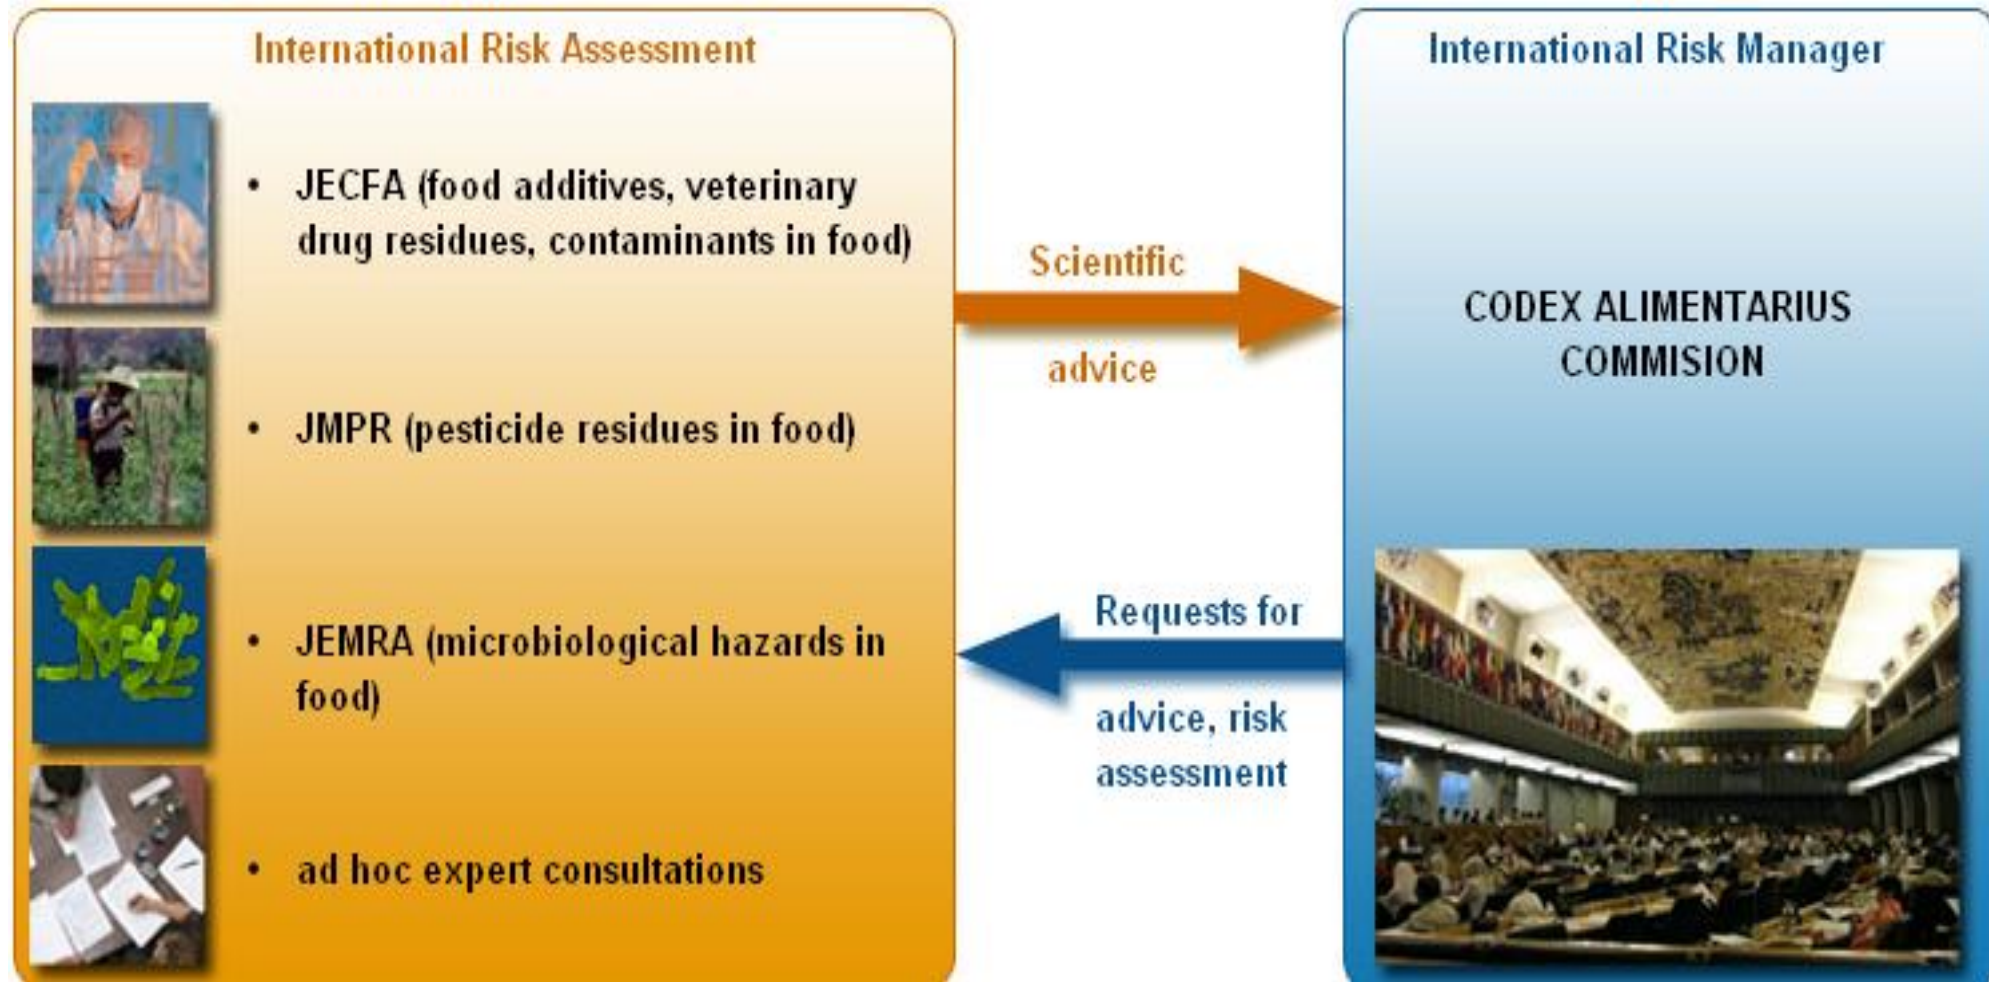 International Risk Assessment
• JECFA (food additives, veterinary
drug residues, contaminants in food)
• JMPR (pesticide residues in food)
• JEMRA (microbiological hazards in
food)
• ad hoc expert consultations
Scientific
advice
Requests for
advice, risk
assessment
International Risk Manager
CODEX ALIMENTARIUS
COMMISION